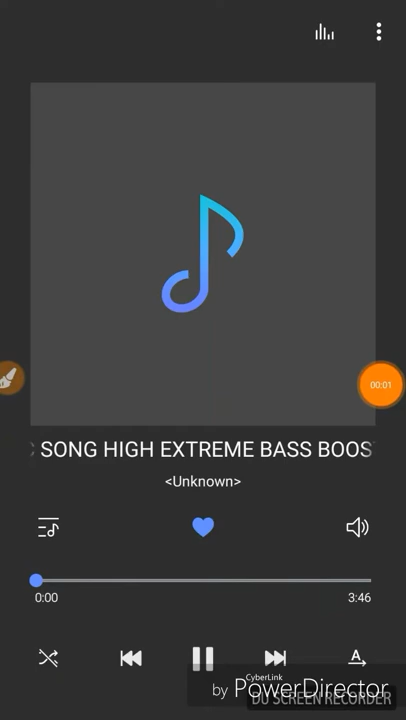 00:01
SONG HIGH EXTREME BASS BOOS
<Unknown>
0:00
3:46
A
CyberLink
by PowerDirector
DU SCREEN RECORDER